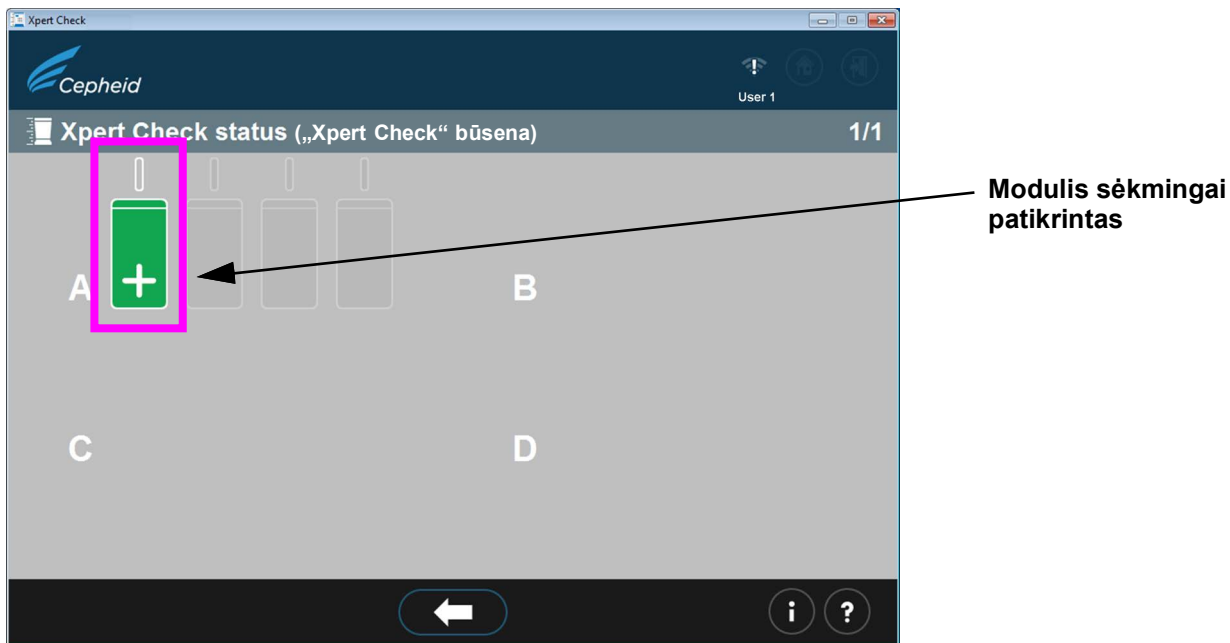 Xpert Check
Cepheid
User 1
Xpert Check status („Xpert Check“ būsena)
1/1
Modulis sėkmingai
patikrintas
A
B
C
D
i
?